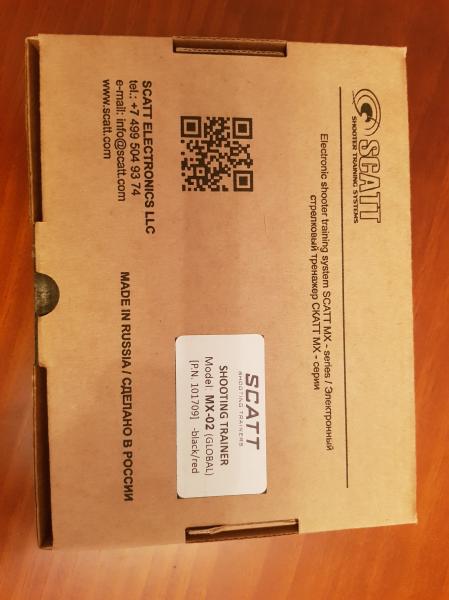 SCATT
SHOOTER TRAINING SYSTEMS
Electronic shooter training system SCATT MX - series / Электронный
стрелковый тренажер СКАТТ МХ - серии
SCATT ELECTRONICS LLC
tel.: +7 499 504 93 74
e-mail: info@scatt.com
www.scatt.com
MADE IN RUSSIA / СДЕЛАНО В РОССИИ
SCATT
SHOOTING TRAINERS
SHOOTING TRAINER
Model: MX-02 (GLOBAL)
[P.N. 101709] -black/red